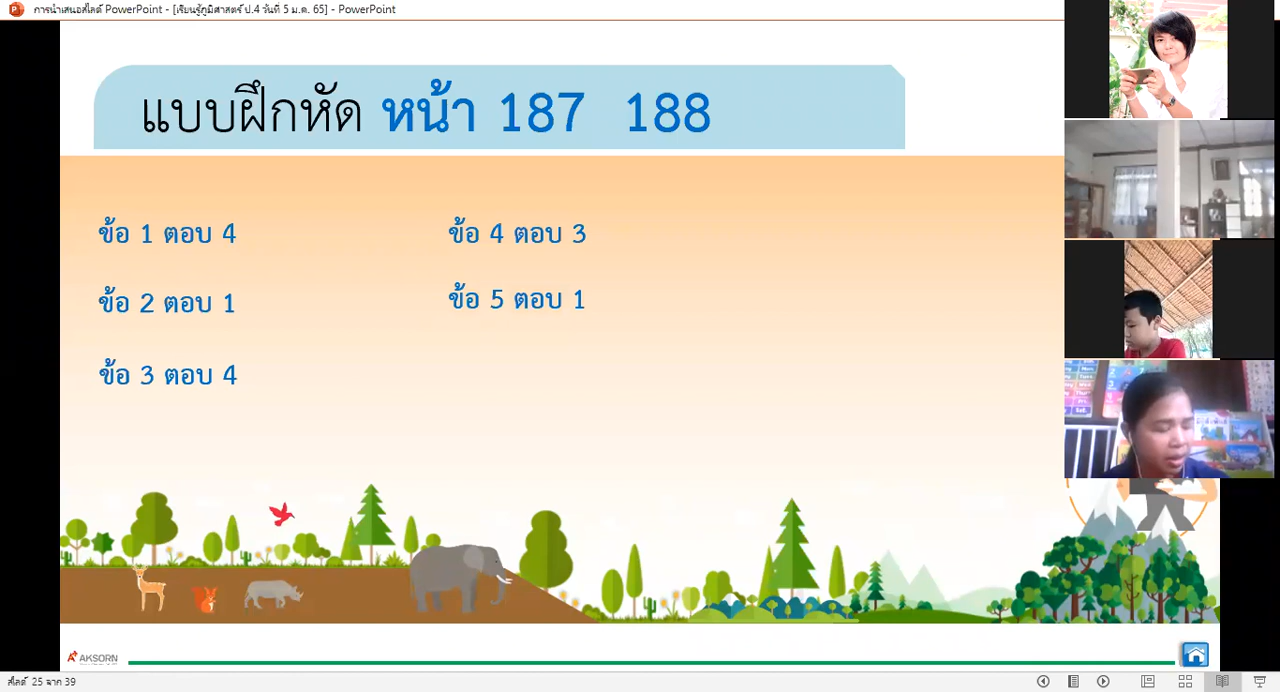 การนำเสนอสไลด์ PowerPoint - [เรียนรู้ภูมิศาสตร์ ป.4 วันที่ 5 ม.ค. 65] - PowerPoint
แบบฝึกหัด หน้า 187 188
ข้อ 1 ตอบ 4
ข้อ 2 ตอบ 1
ข้อ 3 ตอบ 4
ข้อ 4 ตอบ 3
ข้อ 5 ตอบ 1
AKSORN
สไลด์ 25 จาก 39